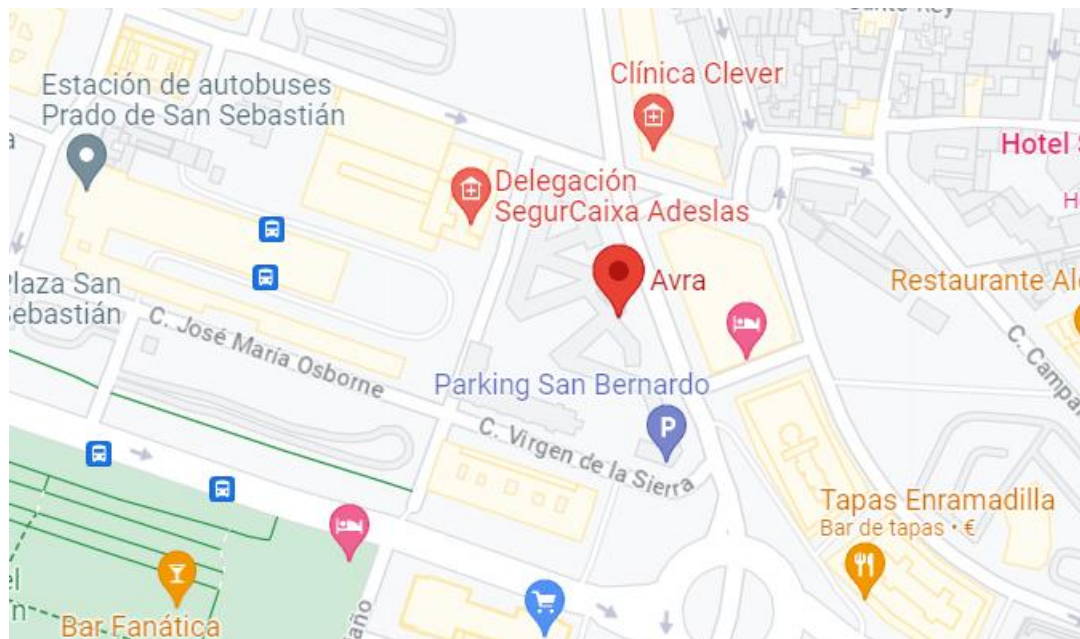 Clínica Clever
Estación de autobuses
Prado de San Sebastián
Hotel
Delegación
SegurCaixa Adeslas
Avra
Restaurante
Plaza San
C. José María Osborne
Parking San Bernardo
P
C. Virgen de la Sierra
Tapas Enramadilla
Bar de tapas • €
Bar Fanática